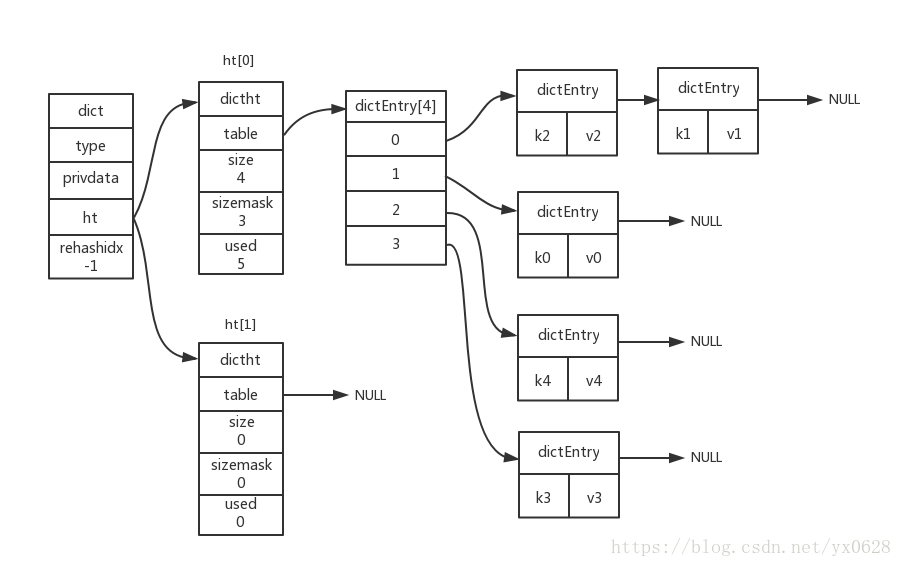 dict
type
privdata
ht
rehashidx
-1
ht[0]
dictht
table
size
4
sizemask
3
used
5
ht[1]
dictht
table
size
0
sizemask
0
used
0
NULL
dictEntry[4]
0
1
2
3
dictEntry
k2 v2
dictEntry
k1 v1
NULL
dictEntry
k0 v0
NULL
dictEntry
k4 v4
NULL
dictEntry
k3 v3
NULL
https://blog.csdn.net/yx0628